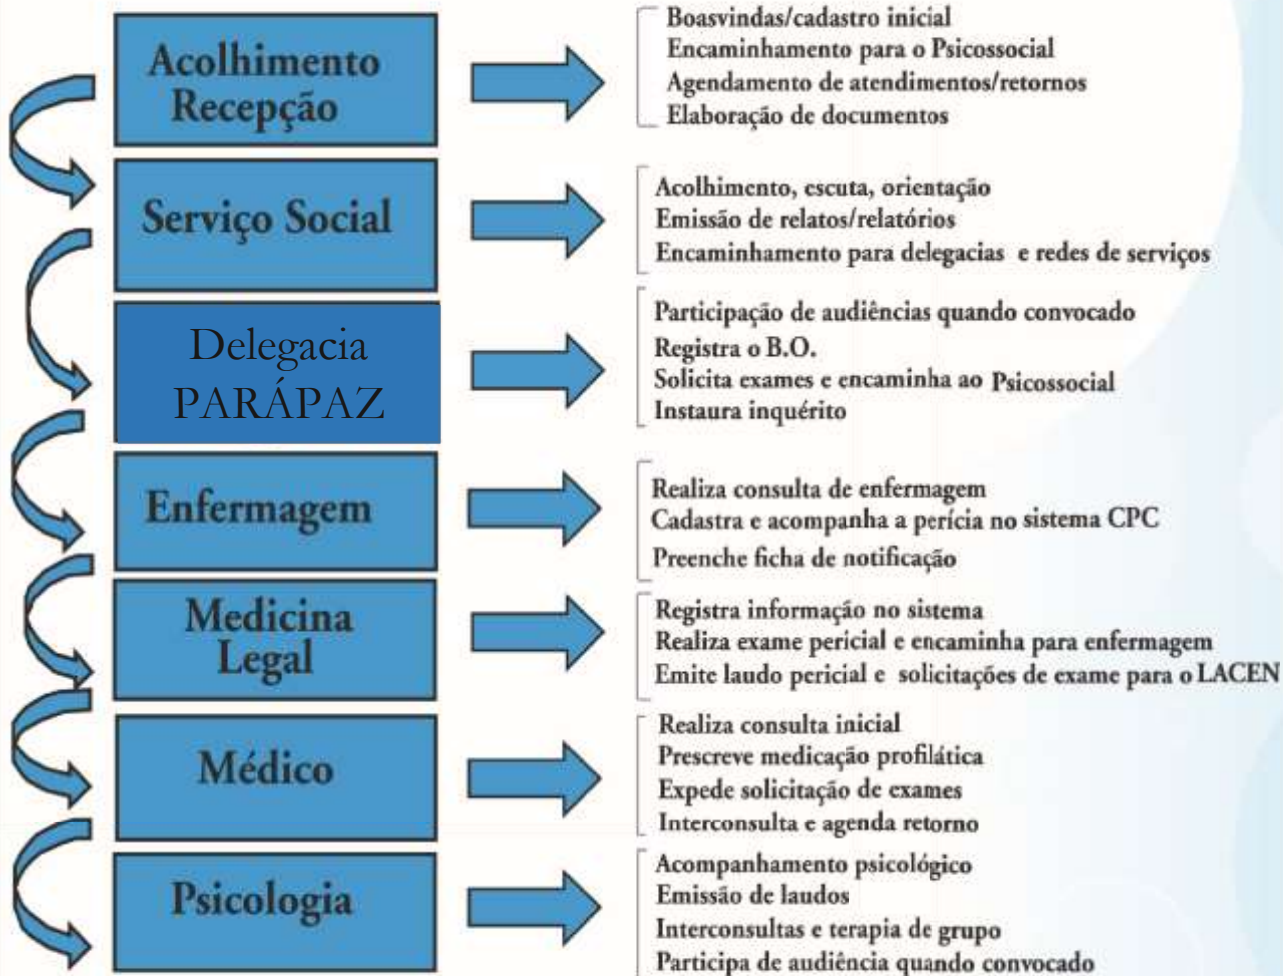 Acolhimento
Recepção
Boasvindas/cadastro inicial
Encaminhamento para o Psicossocial
Agendamento de atendimentos/retornos
Elaboração de documentos
Serviço Social
Acolhimento, escuta, orientação
Emissão de relatos/relatórios
Encaminhamento para delegacias e redes de serviços
Delegacia
PARÁPAZ
Participação de audiências quando convocado
Registra o B.O.
Solicita exames e encaminha ao Psicossocial
Instaura inquérito
Enfermagem
Realiza consulta de enfermagem
Cadastra e acompanha a perícia no sistema CPC
Preenche ficha de notificação
Medicina
Legal
Registra informação no sistema
Realiza exame pericial e encaminha para enfermagem
Emite laudo pericial e solicitações de exame para o LACEN
Médico
Realiza consulta inicial
Prescreve medicação profilática
Expede solicitação de exames
Interconsulta e agenda retorno
Psicologia
Acompanhamento psicológico
Emissão de laudos
Interconsultas e terapia de grupo
Participa de audiência quando convocado